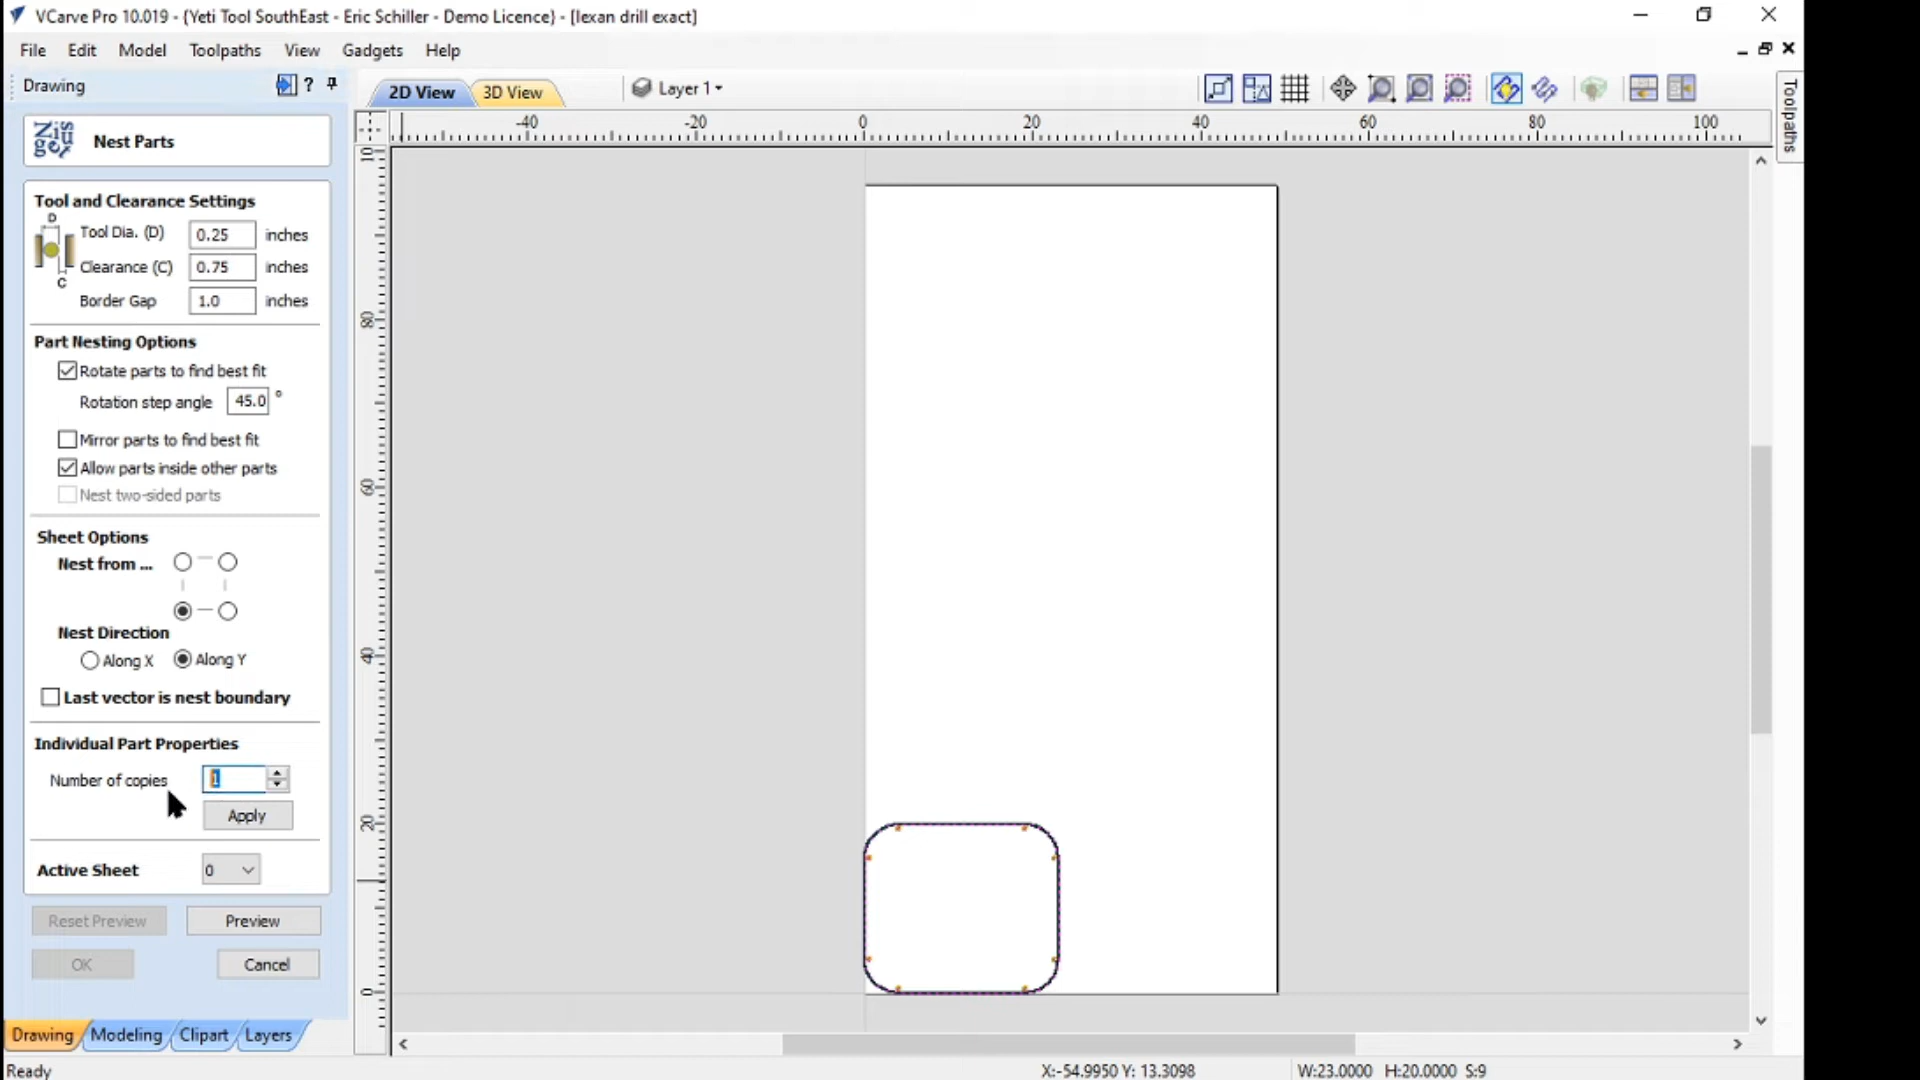 VCarve Pro 10.019 - {Yeti Tool SouthEast - Eric Schiller - Demo Licence} - [lexan drill exact]
File Edit Model Toolpaths View Gadgets Help
Drawing ?
2D View 3D View Layer 1
Toolpaths
-40 -20 0 20 40 60 80 100
Nest Parts
Tool and Clearance Settings
D
Tool Dia. (D) 0.25 inches
Clearance (C) 0.75 inches
C
Border Gap 1.0 inches
Part Nesting Options
Rotate parts to find best fit
Rotation step angle 45.0 °
Mirror parts to find best fit
Allow parts inside other parts
Nest two-sided parts
Sheet Options
Nest from ...
Nest Direction
Along X Along Y
Last vector is nest boundary
Individual Part Properties
Number of copies 1
Apply
Active Sheet 0
Reset Preview Preview
OK Cancel
80
60
40
20
0
Drawing Modeling Clipart Layers
Ready X:-54.9950 Y: 13.3098 W:23.0000 H:20.0000 S:9